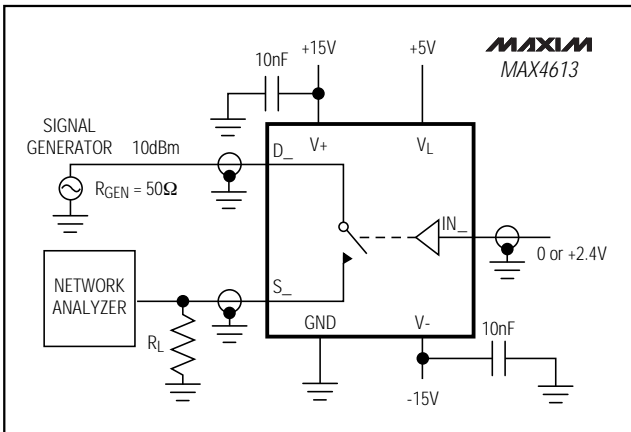 +15V
+5V
MAXIM
MAX4613
10nF
SIGNAL
GENERATOR
10dBm
D_
V+
VL
RGEN = 50Ω
IN_
0 or +2.4V
NETWORK
ANALYZER
S_
GND
V-
10nF
RL
-15V